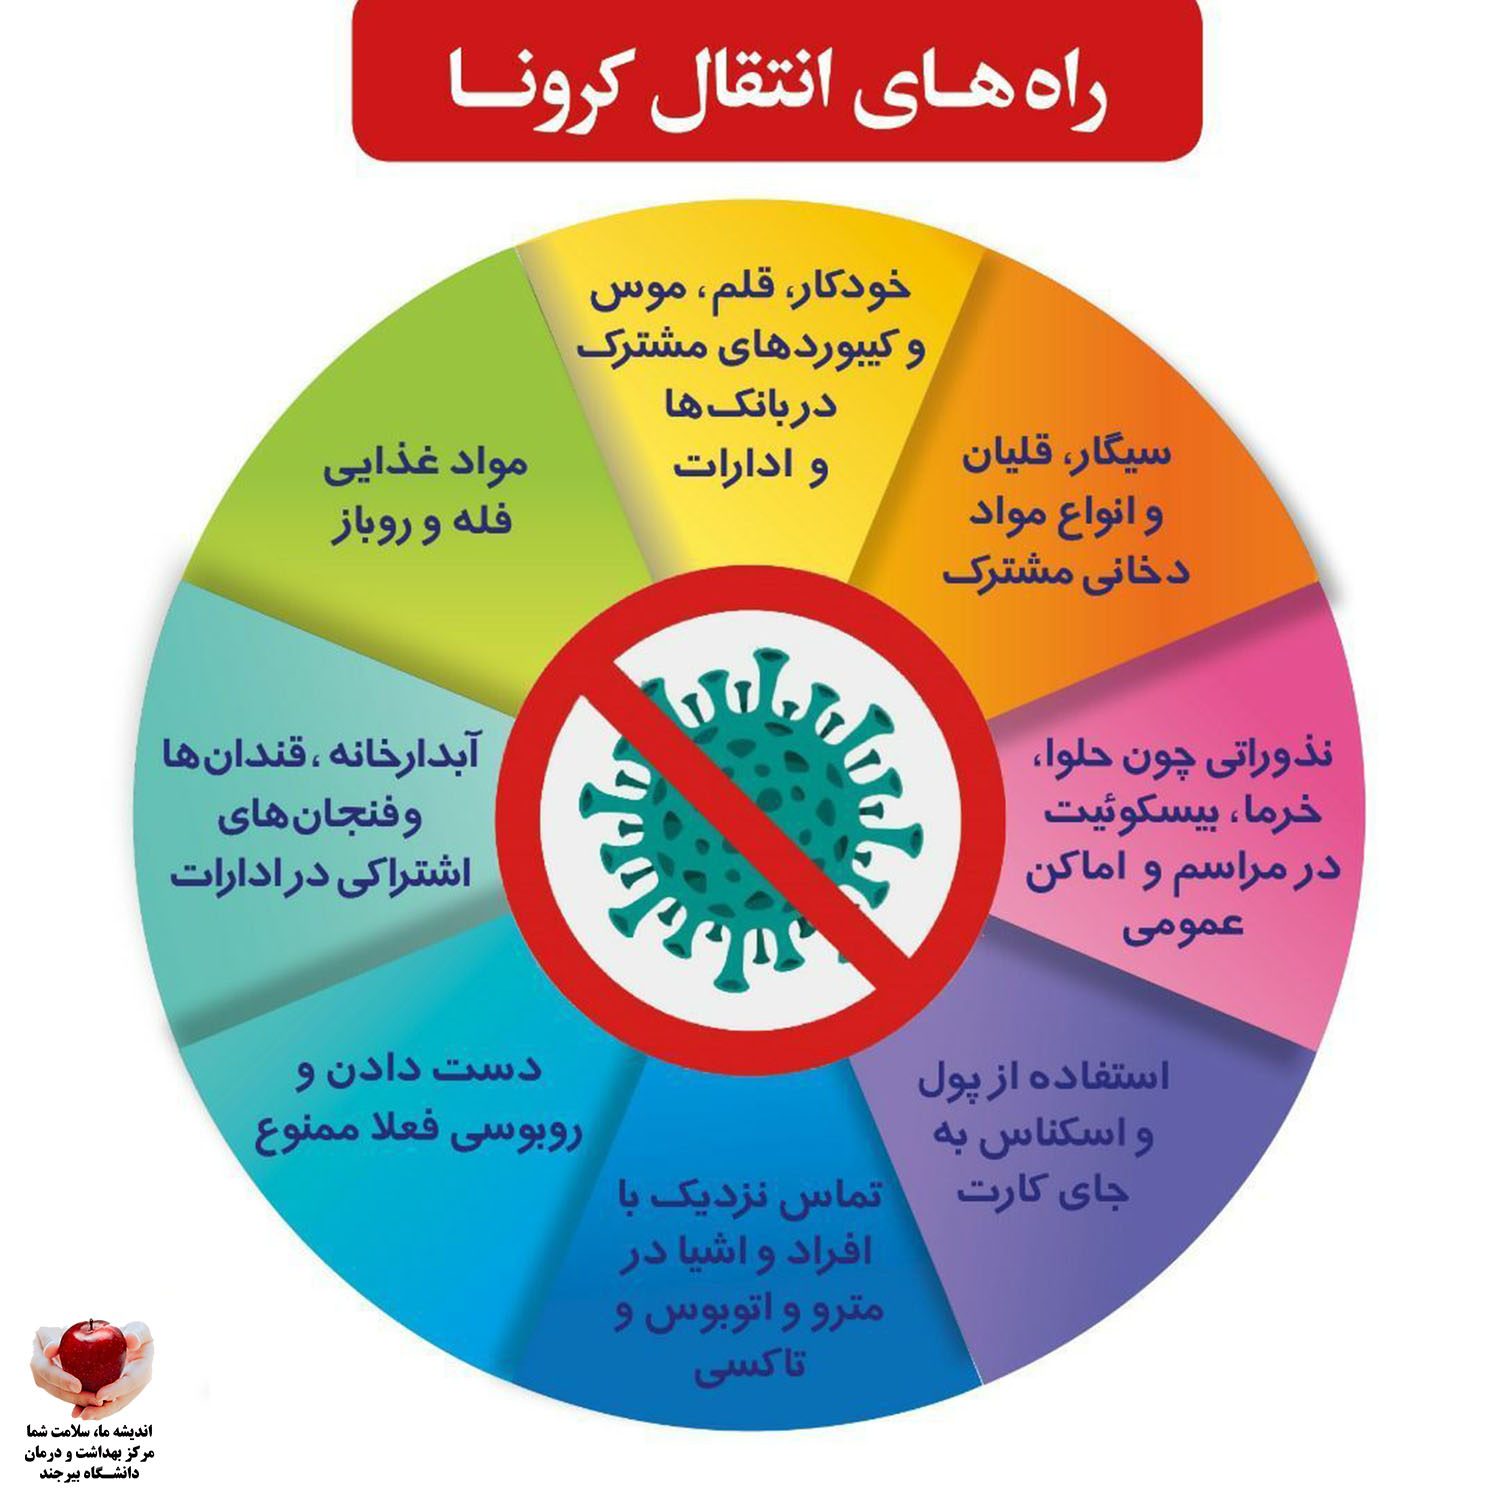 راه‌های انتقال کرونا
خودکار، قلم، موس
و کیبوردهای مشترک
در بانک‌ها
و ادارات
سیگار، قلیان
و انواع مواد
دخانی مشترک
نذوراتی چون حلوا،
خرما، بیسکوئیت
در مراسم و اماکن
عمومی
استفاده از پول
و اسکناس به
جای کارت
تماس نزدیک با
افراد و اشیا در
مترو و اتوبوس و
تاکسی
دست دادن و
روبوسی فعلا ممنوع
آبدارخانه، قندان‌ها
و فنجان‌های
اشتراکی در ادارات
مواد غذایی
فله و روباز
اندیشه ما، سلامت شما
مرکز بهداشت و درمان
دانشگاه بیرجند